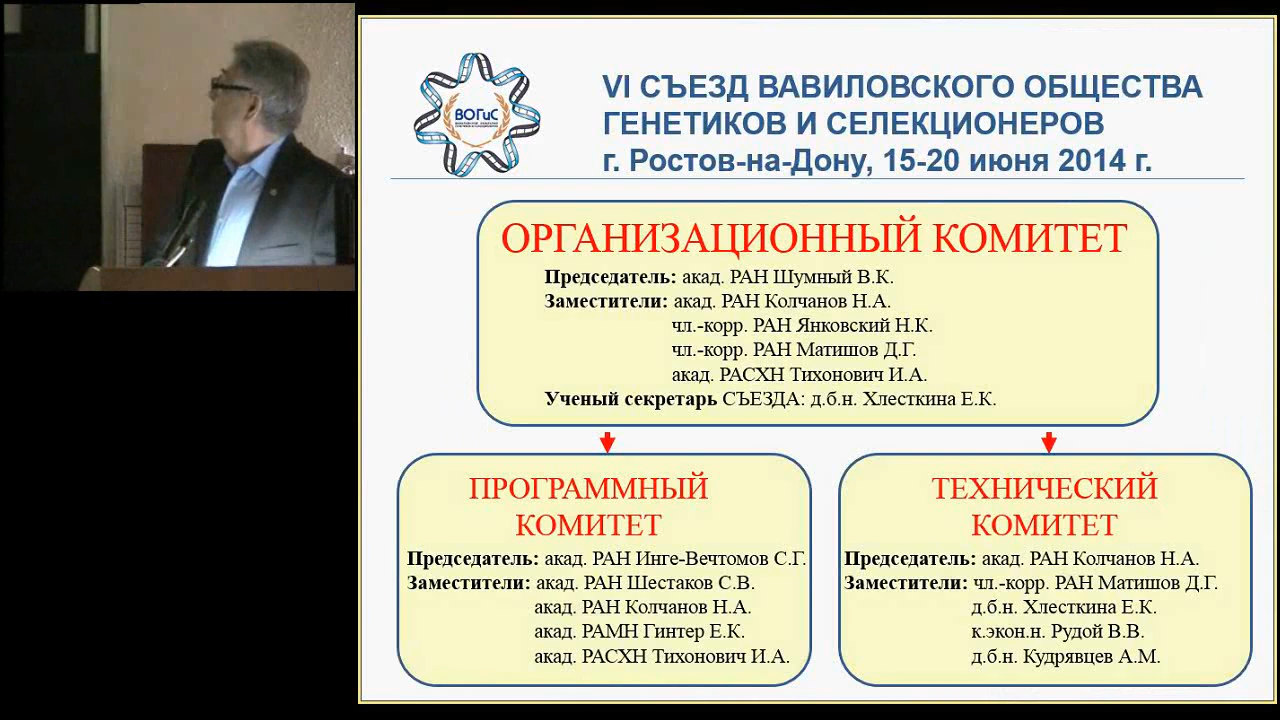 VI СЪЕЗД ВАВИЛОВСКОГО ОБЩЕСТВА
ГЕНЕТИКОВ И СЕЛЕКЦИОНЕРОВ
г. Ростов-на-Дону, 15-20 июня 2014 г.
ВОГиС
ОРГАНИЗАЦИОННЫЙ КОМИТЕТ
Председатель: акад. РАН Шумный В.К.
Заместители: акад. РАН Колчанов Н.А.
чл.-корр. РАН Янковский Н.К.
чл.-корр. РАН Матишов Д.Г.
акад. РАСХН Тихонович И.А.
Ученый секретарь СЪЕЗДА: д.б.н. Хлесткина Е.К.
ПРОГРАММНЫЙ
КОМИТЕТ
Председатель: акад. РАН Инге-Вечтомов С.Г.
Заместители: акад. РАН Шестаков С.В.
акад. РАН Колчанов Н.А.
акад. РАМН Гинтер Е.К.
акад. РАСХН Тихонович И.А.
ТЕХНИЧЕСКИЙ
КОМИТЕТ
Председатель: акад. РАН Колчанов Н.А.
Заместители: чл.-корр. РАН Матишов Д.Г.
д.б.н. Хлесткина Е.К.
к.экон.н. Рудой В.В.
д.б.н. Кудрявцев А.М.